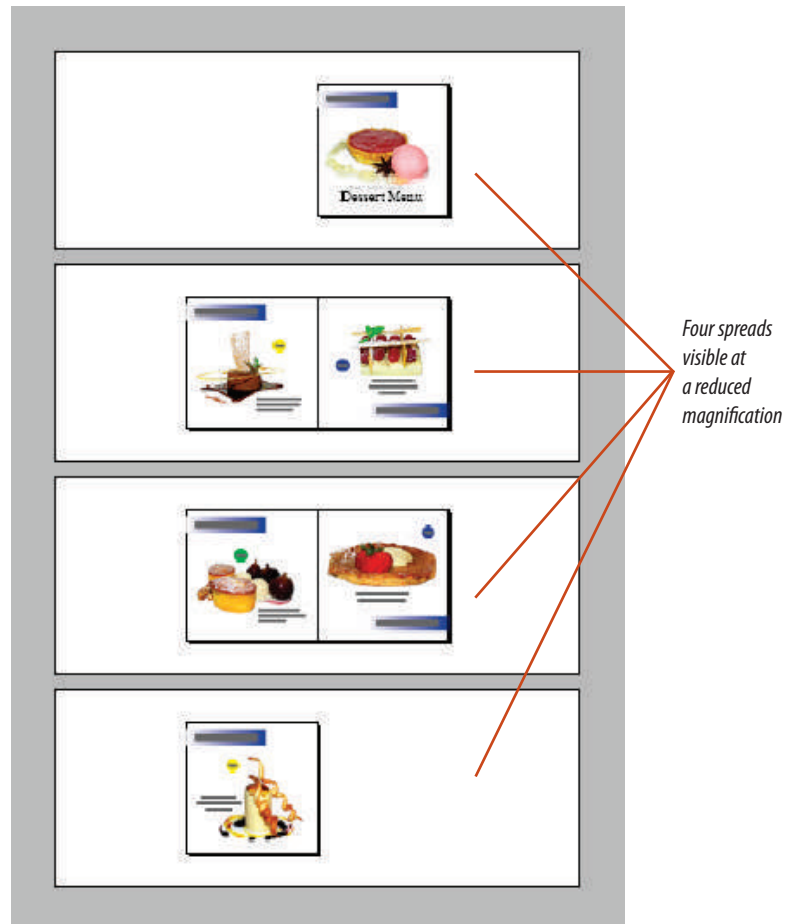 Dessert Menu
Four spreads
visible at
a reduced
magnification